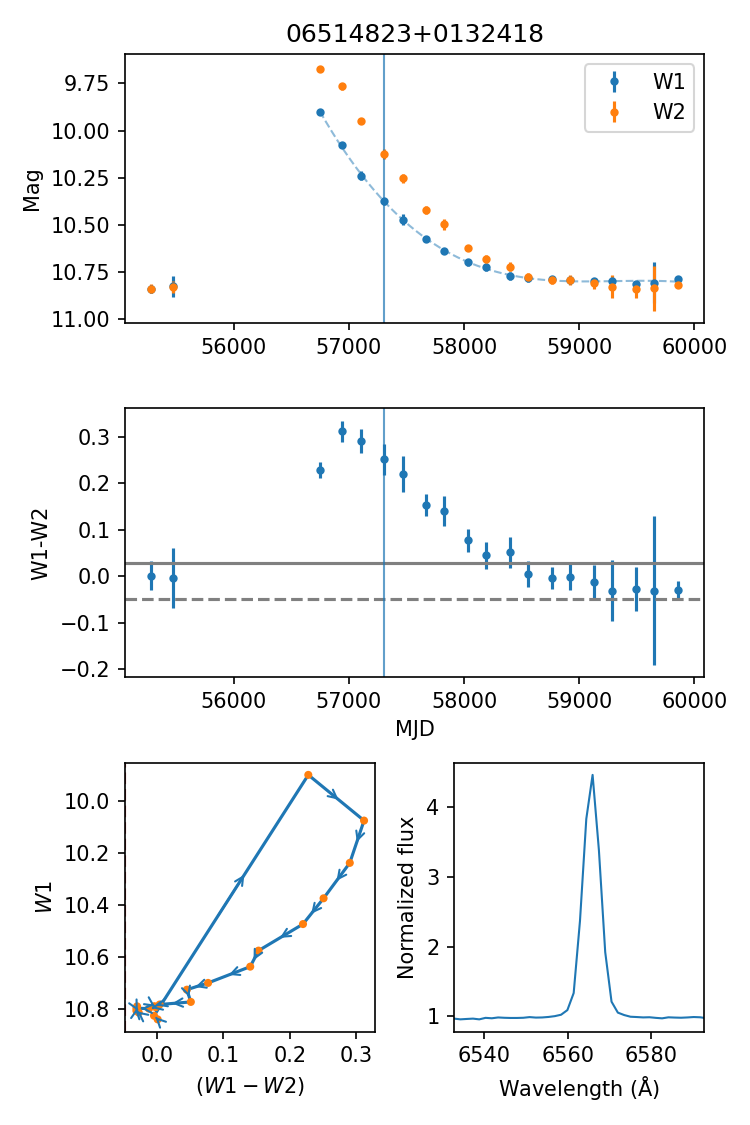 06514823+0132418
W1
W2
Mag
9.75
10.00
10.25
10.50
10.75
11.00
56000 57000 58000 59000 60000
W1-W2
0.3
0.2
0.1
0.0
−0.1
−0.2
56000 57000 58000 59000 60000
MJD
W1
10.0
10.2
10.4
10.6
10.8
0.0 0.1 0.2 0.3
(W1 − W2)
Normalized flux
4
3
2
1
6540 6560 6580
Wavelength (Å)